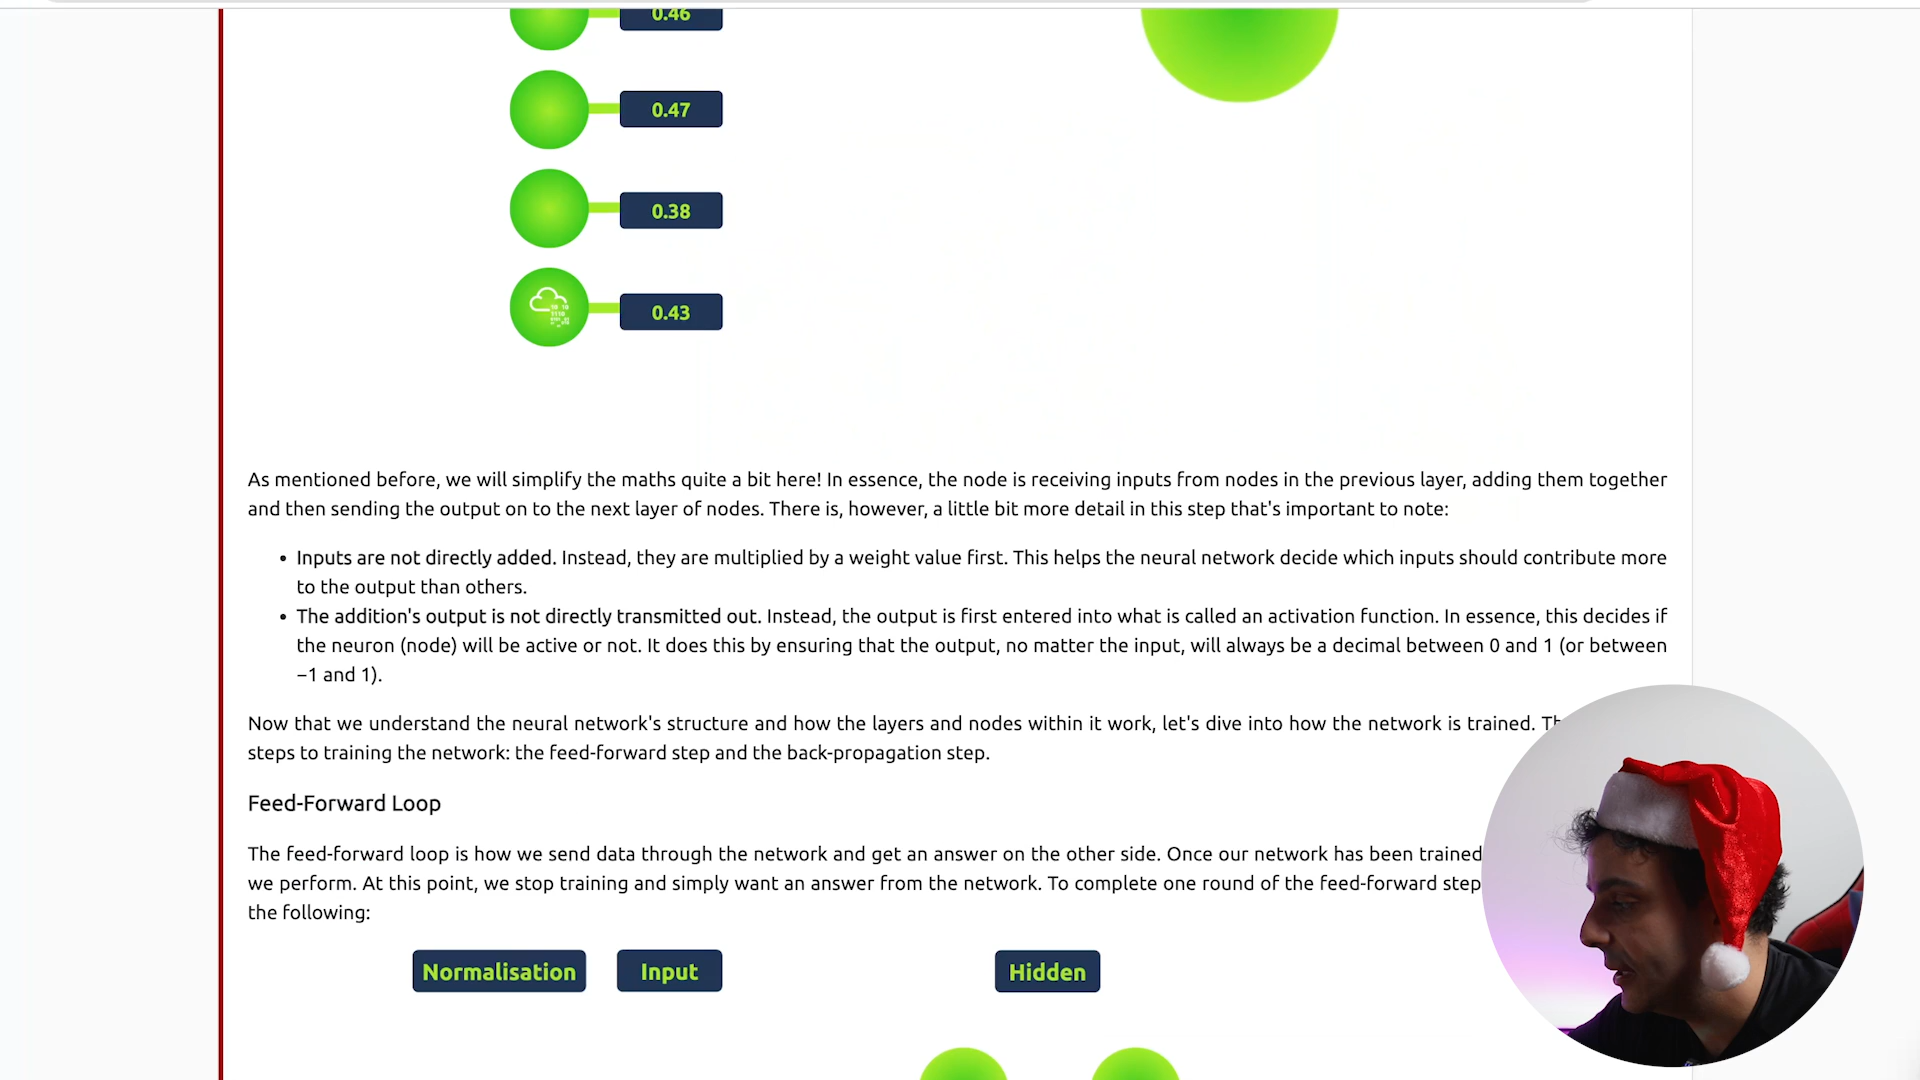 0.46
0.47
0.38
0.43
As mentioned before, we will simplify the maths quite a bit here! In essence, the node is receiving inputs from nodes in the previous layer, adding them together
and then sending the output on to the next layer of nodes. There is, however, a little bit more detail in this step that's important to note:
• Inputs are not directly added. Instead, they are multiplied by a weight value first. This helps the neural network decide which inputs should contribute more
to the output than others.
• The addition's output is not directly transmitted out. Instead, the output is first entered into what is called an activation function. In essence, this decides if
the neuron (node) will be active or not. It does this by ensuring that the output, no matter the input, will always be a decimal between 0 and 1 (or between
−1 and 1).
Now that we understand the neural network's structure and how the layers and nodes within it work, let's dive into how the network is trained.
steps to training the network: the feed-forward step and the back-propagation step.
Feed-Forward Loop
The feed-forward loop is how we send data through the network and get an answer on the other side. Once our network has been trained
we perform. At this point, we stop training and simply want an answer from the network. To complete one round of the feed-forward step
the following:
Normalisation Input Hidden